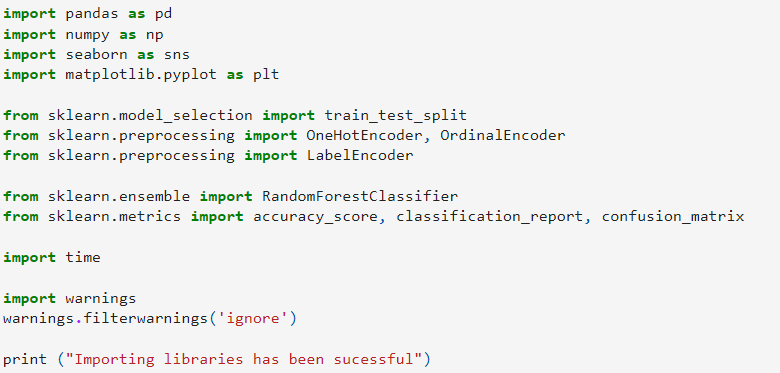 import pandas as pd
import numpy as np
import seaborn as sns
import matplotlib.pyplot as plt
from sklearn.model_selection import train_test_split
from sklearn.preprocessing import OneHotEncoder, OrdinalEncoder
from sklearn.preprocessing import LabelEncoder
from sklearn.ensemble import RandomForestClassifier
from sklearn.metrics import accuracy_score, classification_report, confusion_matrix
import time
import warnings
warnings.filterwarnings('ignore')
print ("Importing libraries has been sucessful")